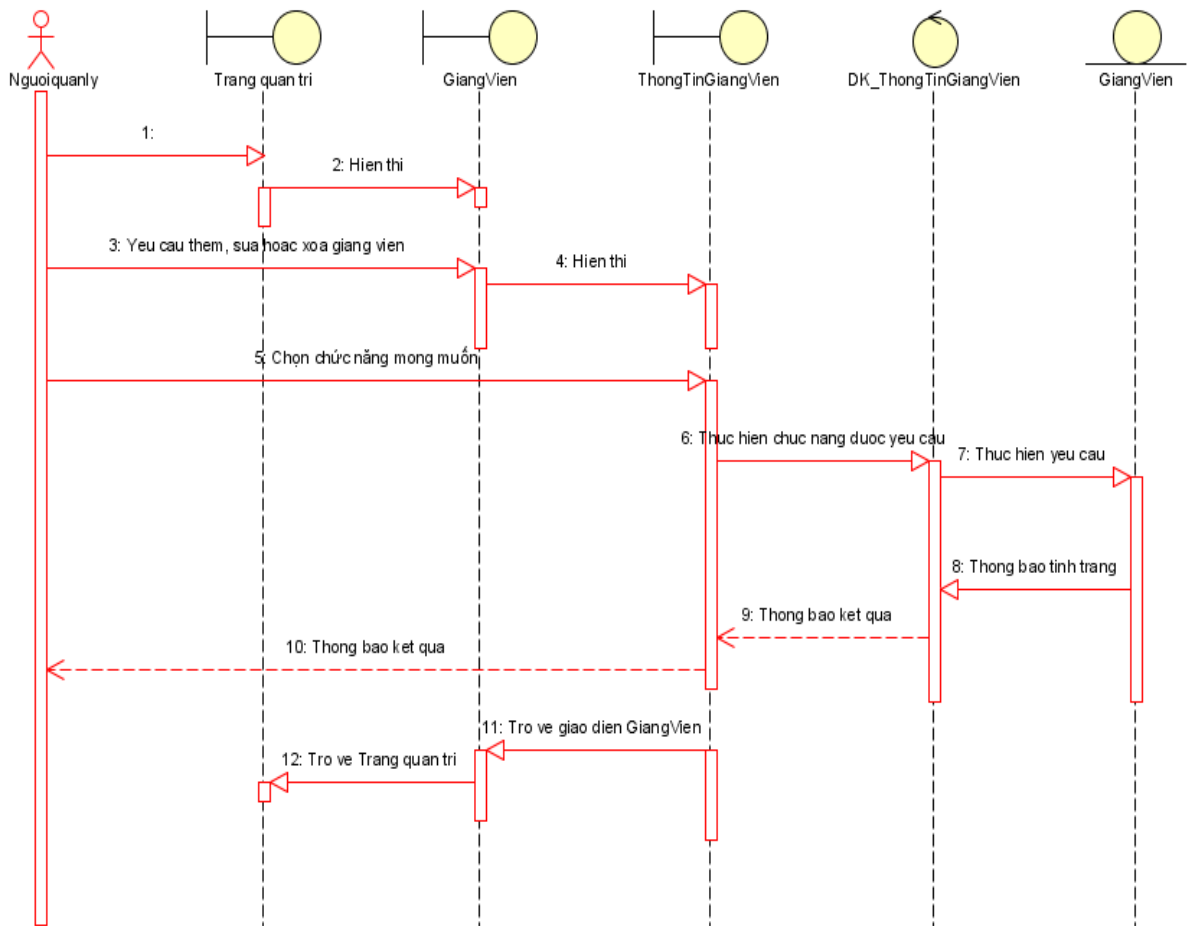 Nguoiquanly
Trang quan tri
GiangVien
ThongTinGiangVien
DK_ThongTinGiangVien
GiangVien
1:
2: Hien thi
3: Yeu cau them, sua hoac xoa giang vien
4: Hien thi
5: Chọn chức năng mong muốn
6: Thuc hien chuc nang duoc yeu cau
7: Thuc hien yeu cau
8: Thong bao tinh trang
9: Thong bao ket qua
10: Thong bao ket qua
11: Tro ve giao dien GiangVien
12: Tro ve Trang quan tri